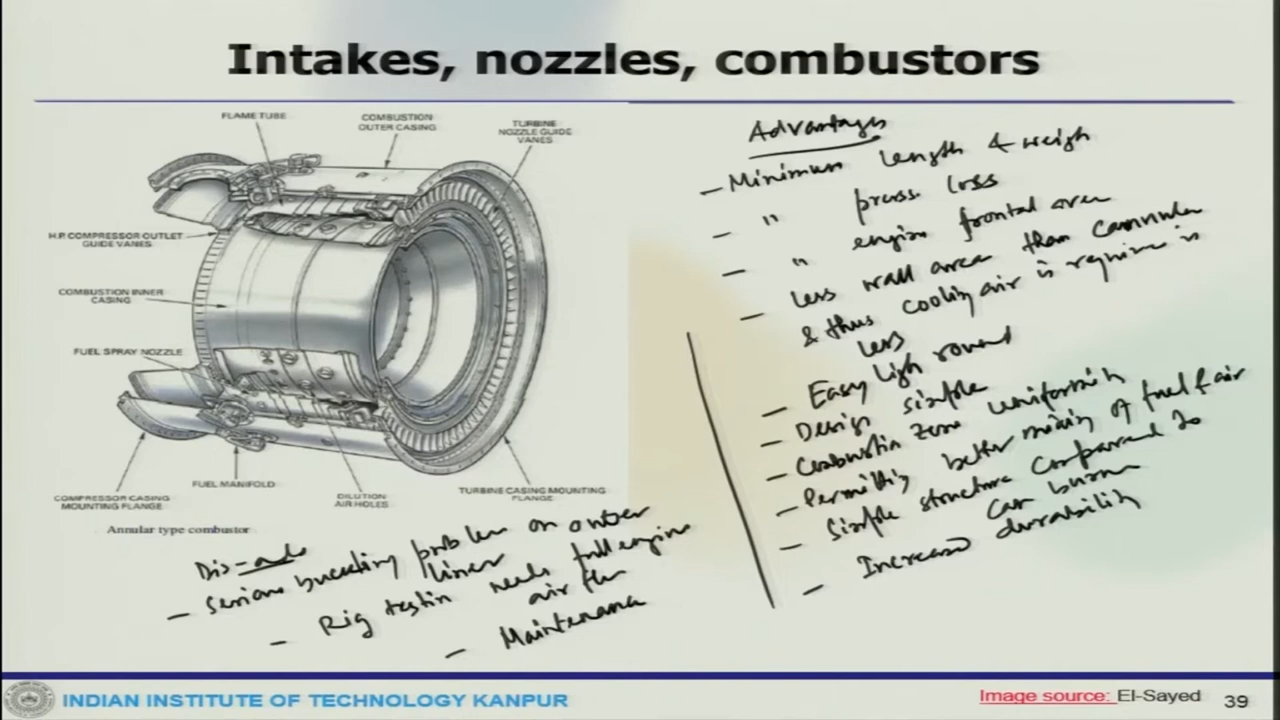 Intakes, nozzles, combustors
FLAME TUBE
COMBUSTION
OUTER CASING
TURBINE
NOZZLE GUIDE
VANES
H.P. COMPRESSOR OUTLET
GUIDE VANES
COMBUSTION INNER
CASING
FUEL SPRAY NOZZLE
COMPRESSOR CASING
MOUNTING FLANGE
FUEL MANIFOLD
DILUTION
AIR HOLES
TURBINE CASING MOUNTING
FLANGE
Annular type combustor
Advantages
- Minimum length & weigh
- " press. loss
- " engine frontal area
- less wall area than cannular
& thus cooling air is require is
less
- Easy ligh round
- Design simple
- Combustion zone uniformity
- Permitting better mixing of fuel & air
- Simple structure compared to
can burn
- Increased durability
Dis-adv
- Serious buckling problem on outer
liner
- Rig testin needs full engine
air flow
- Maintenance
INDIAN INSTITUTE OF TECHNOLOGY KANPUR
Image source: El-Sayed
39